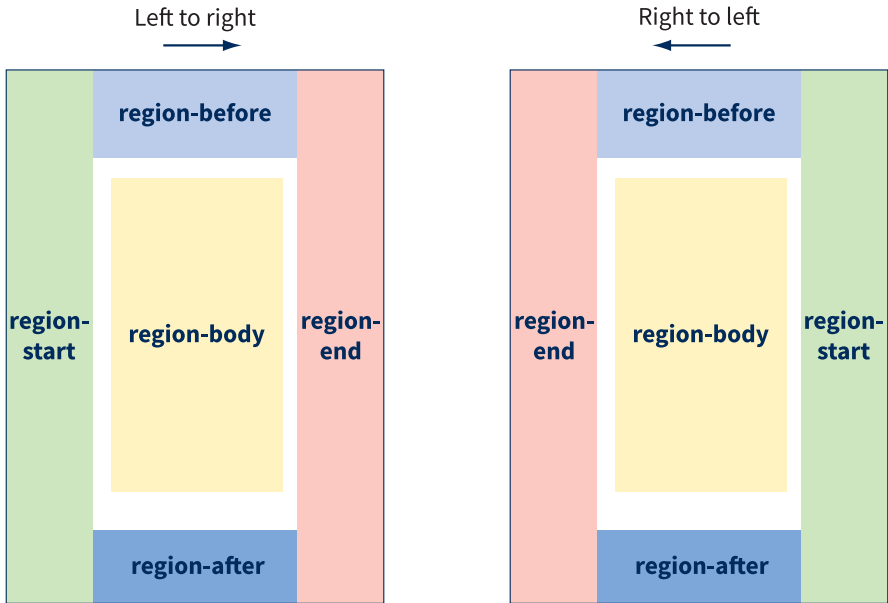 Left to right
region-before
region-
start
region-body
region-
end
region-after
Right to left
region-before
region-
end
region-body
region-
start
region-after